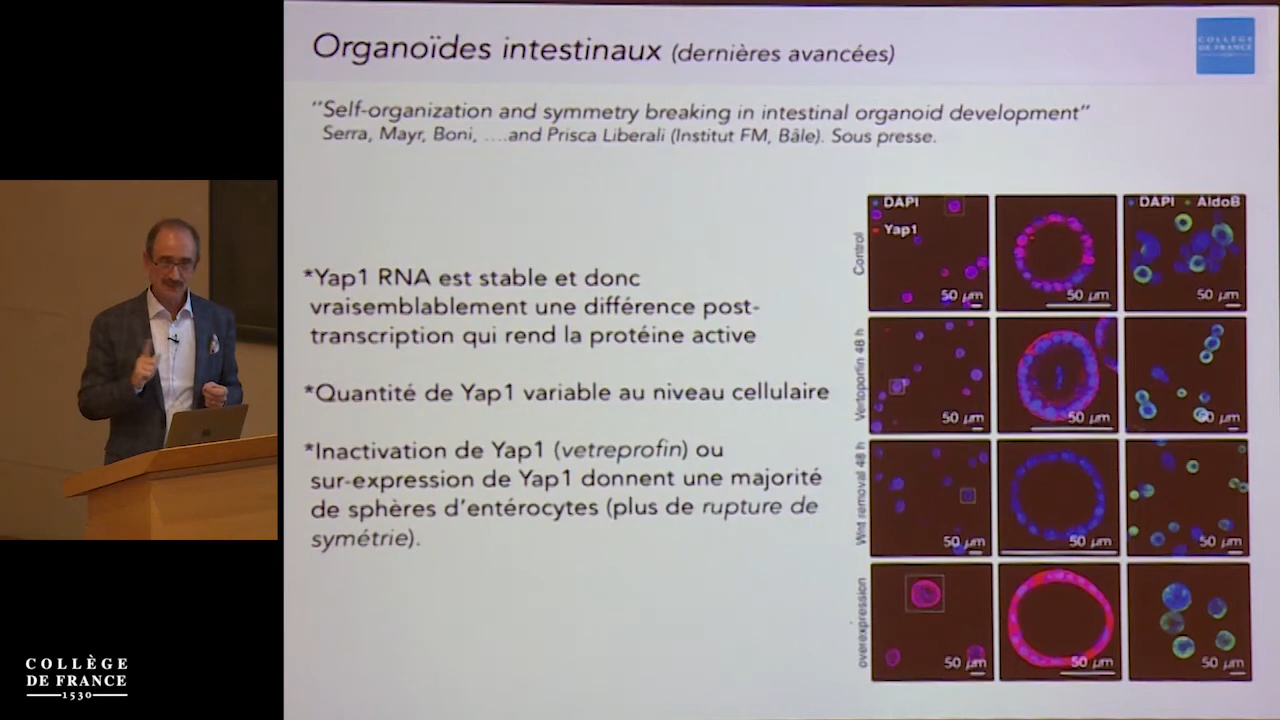 Organoïdes intestinaux (dernières avancées)
COLLÈGE
DE FRANCE
1530
"Self-organization and symmetry breaking in intestinal organoid development"
Serra, Mayr, Boni, ....and Prisca Liberali (Institut FM, Bâle). Sous presse.
*Yap1 RNA est stable et donc
vraisemblablement une différence post-
transcription qui rend la protéine active
*Quantité de Yap1 variable au niveau cellulaire
*Inactivation de Yap1 (vetreprofin) ou
sur-expression de Yap1 donnent une majorité
de sphères d'entérocytes (plus de rupture de
symétrie).
Control
DAPI
Yap1
50 µm
50 µm
DAPI AldoB
50 µm
Verteporfin 48 h
50 µm
50 µm
50 µm
Wnt removal 48 h
50 µm
50 µm
50 µm
overexpression
50 µm
50 µm
50 µm
COLLÈGE
DE FRANCE
1530